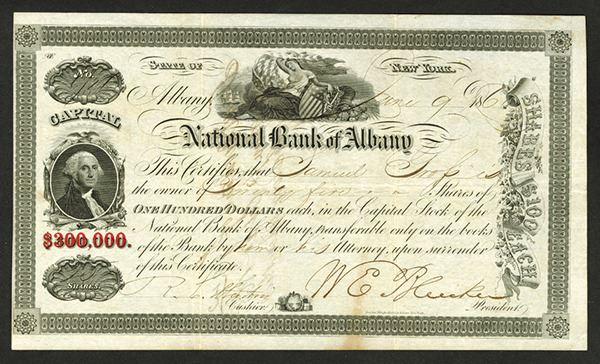 No.
STATE OF NEW YORK.
Albany, June 9 186
CAPITAL
National Bank of Albany
This Certifies, that Samuel
the owner of Shares of
ONE HUNDRED DOLLARS each, in the Capital Stock of the
National Bank of Albany, transferable only on the books
of the Bank by him or his Attorney, upon surrender
of this Certificate.
$300,000.
SHARES.
Cashier
President
SHARES $100 EACH